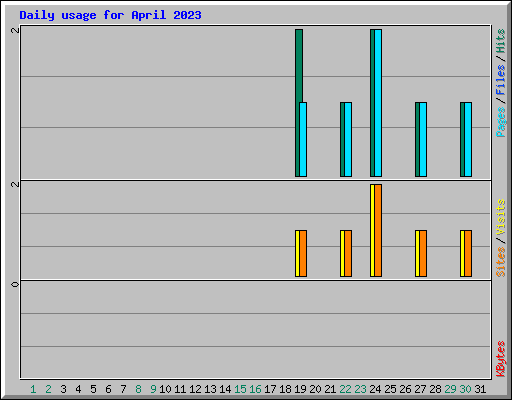 Daily usage for April 2023
2
2
0
Pages / Files / Hits
Sites / Visits
KBytes
1 2 3 4 5 6 7 8 9 10 11 12 13 14 15 16 17 18 19 20 21 22 23 24 25 26 27 28 29 30 31